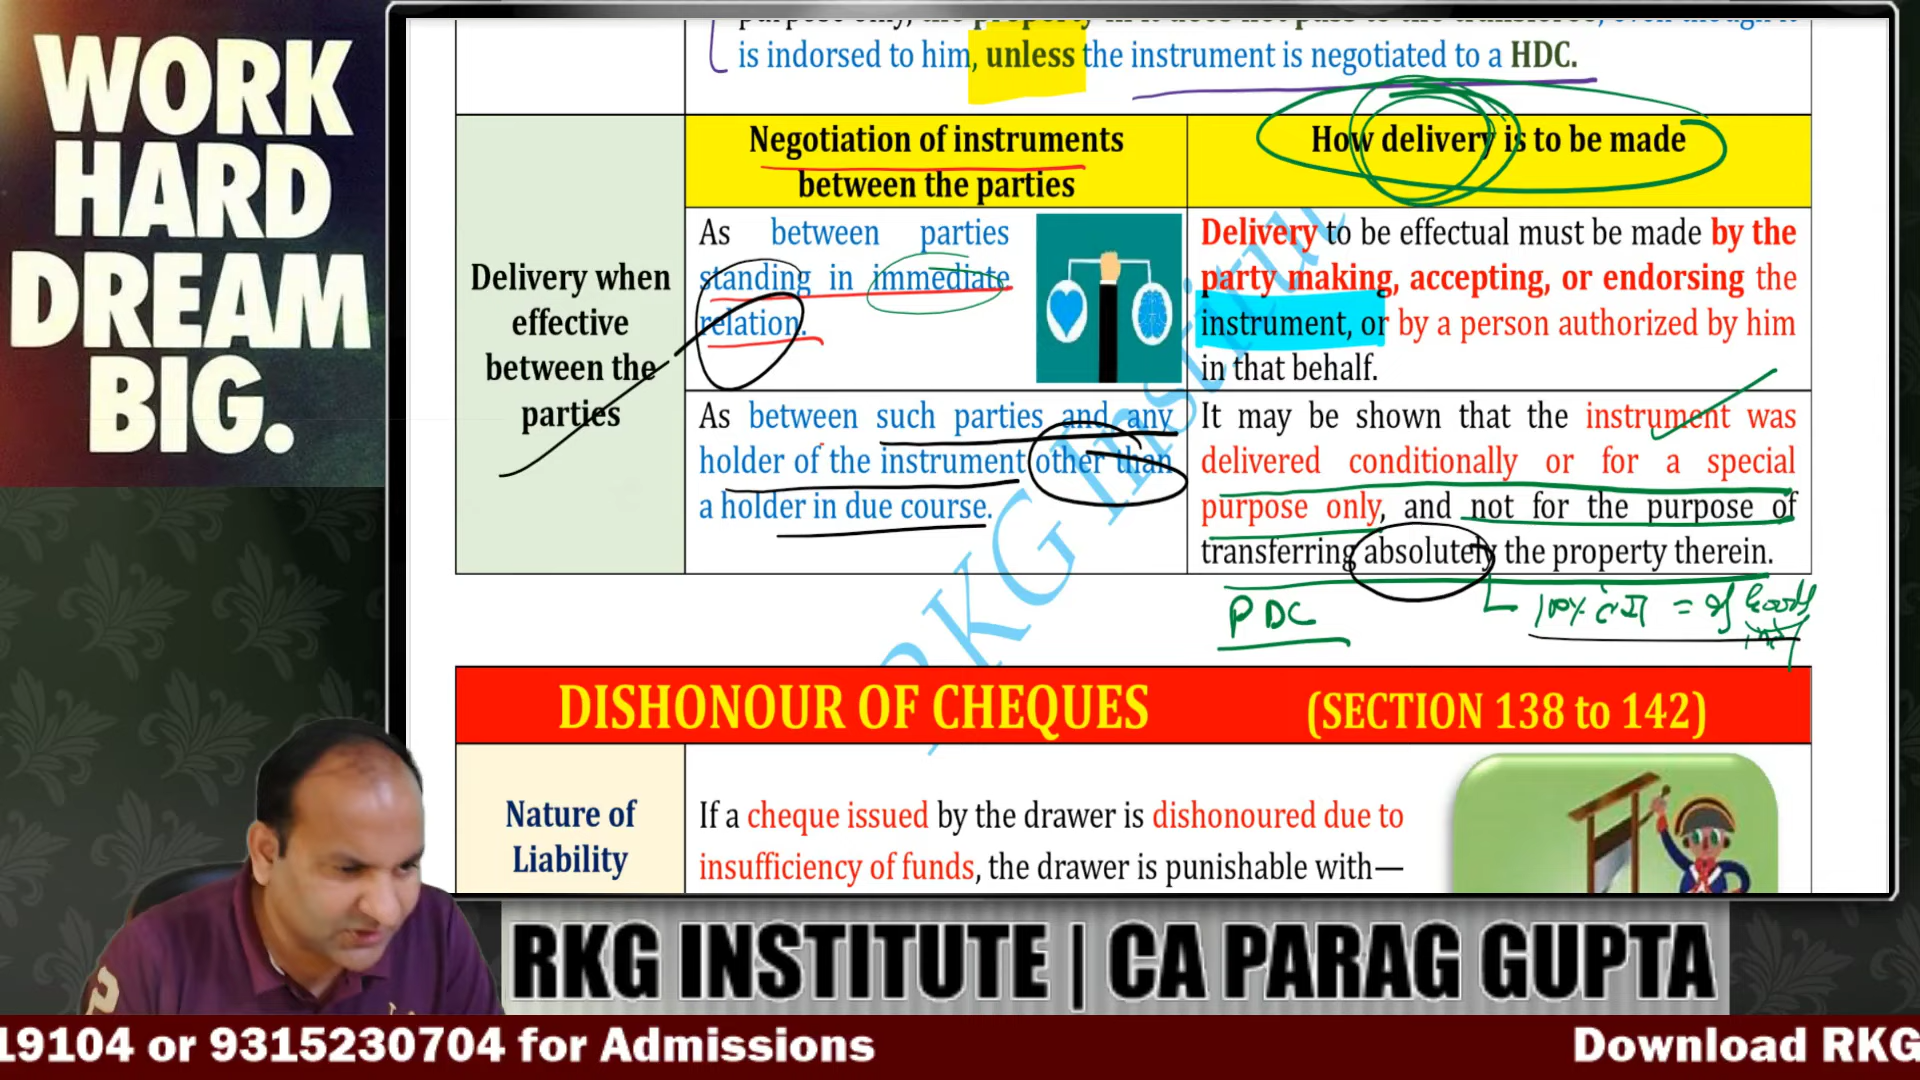 WORK
HARD
DREAM
BIG.
is indorsed to him, unless the instrument is negotiated to a HDC.
Delivery when
effective
between the
parties
Negotiation of instruments
between the parties
How delivery is to be made
As between parties
standing in immediate
relation.
Delivery to be effectual must be made by the
party making, accepting, or endorsing the
instrument, or by a person authorized by him
in that behalf.
As between such parties and any
holder of the instrument other than
a holder in due course.
It may be shown that the instrument was
delivered conditionally or for a special
purpose only, and not for the purpose of
transferring absolutely the property therein.
RKG Institu
PDC
DISHONOUR OF CHEQUES (SECTION 138 to 142)
Nature of
Liability
If a cheque issued by the drawer is dishonoured due to
insufficiency of funds, the drawer is punishable with—
RKG INSTITUTE | CA PARAG GUPTA
19104 or 9315230704 for Admissions
Download RKG